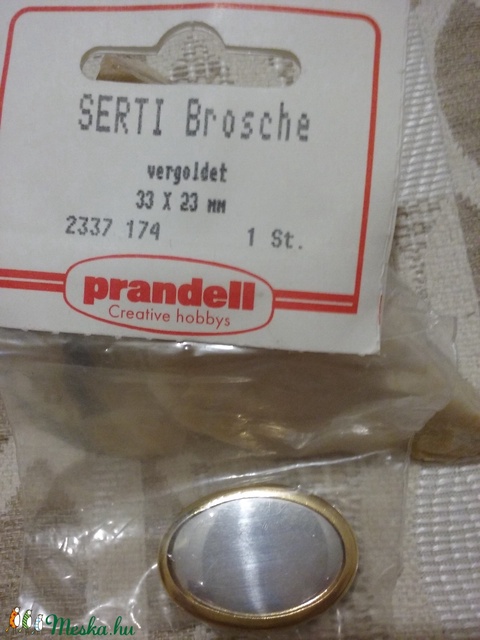 SERTI Brosche
vergoldet
33 X 23 MM
2337 174 1 St.
prandell
Creative hobbys
Meska.hu